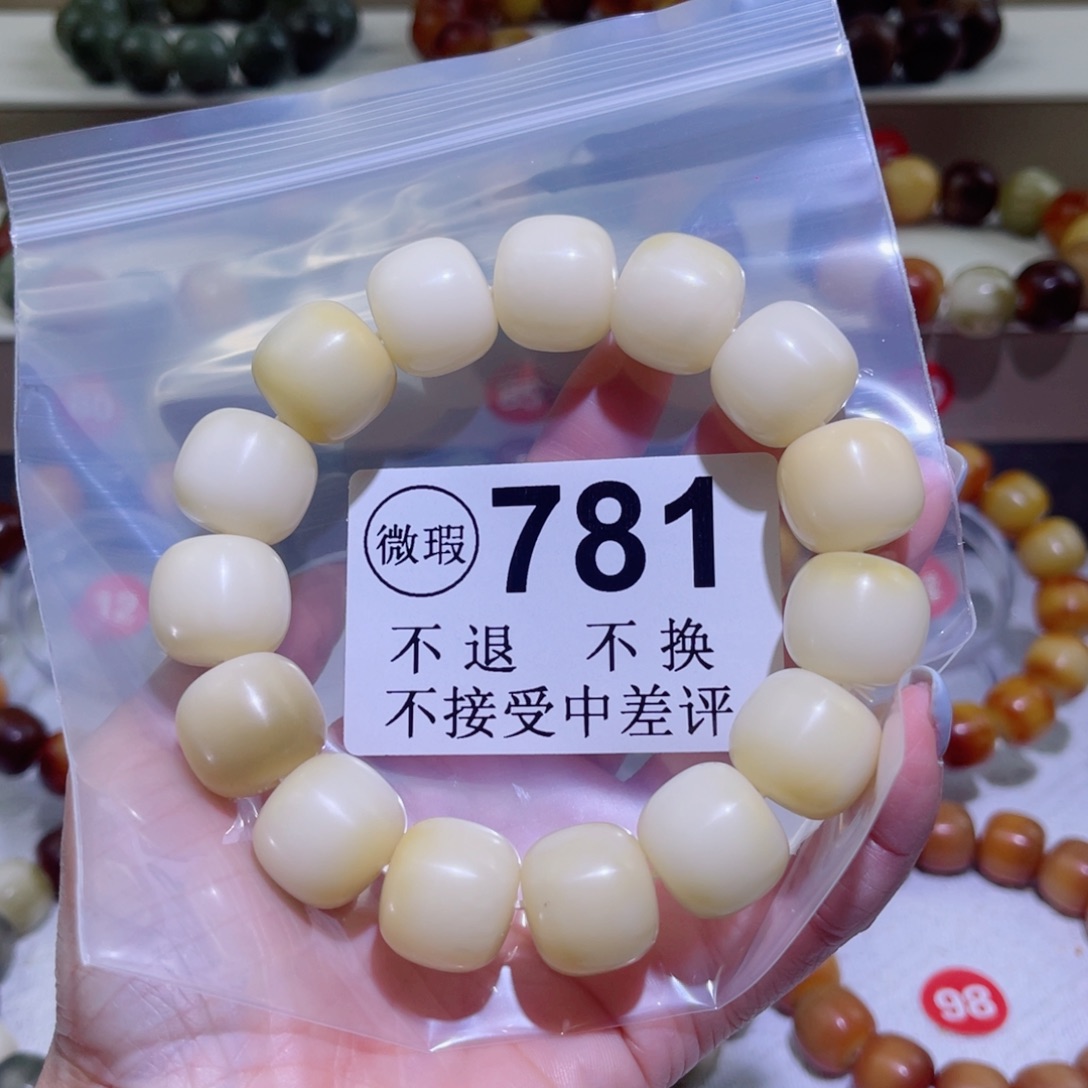 微瑕 781
不退 不换
不接受中差评
12
98